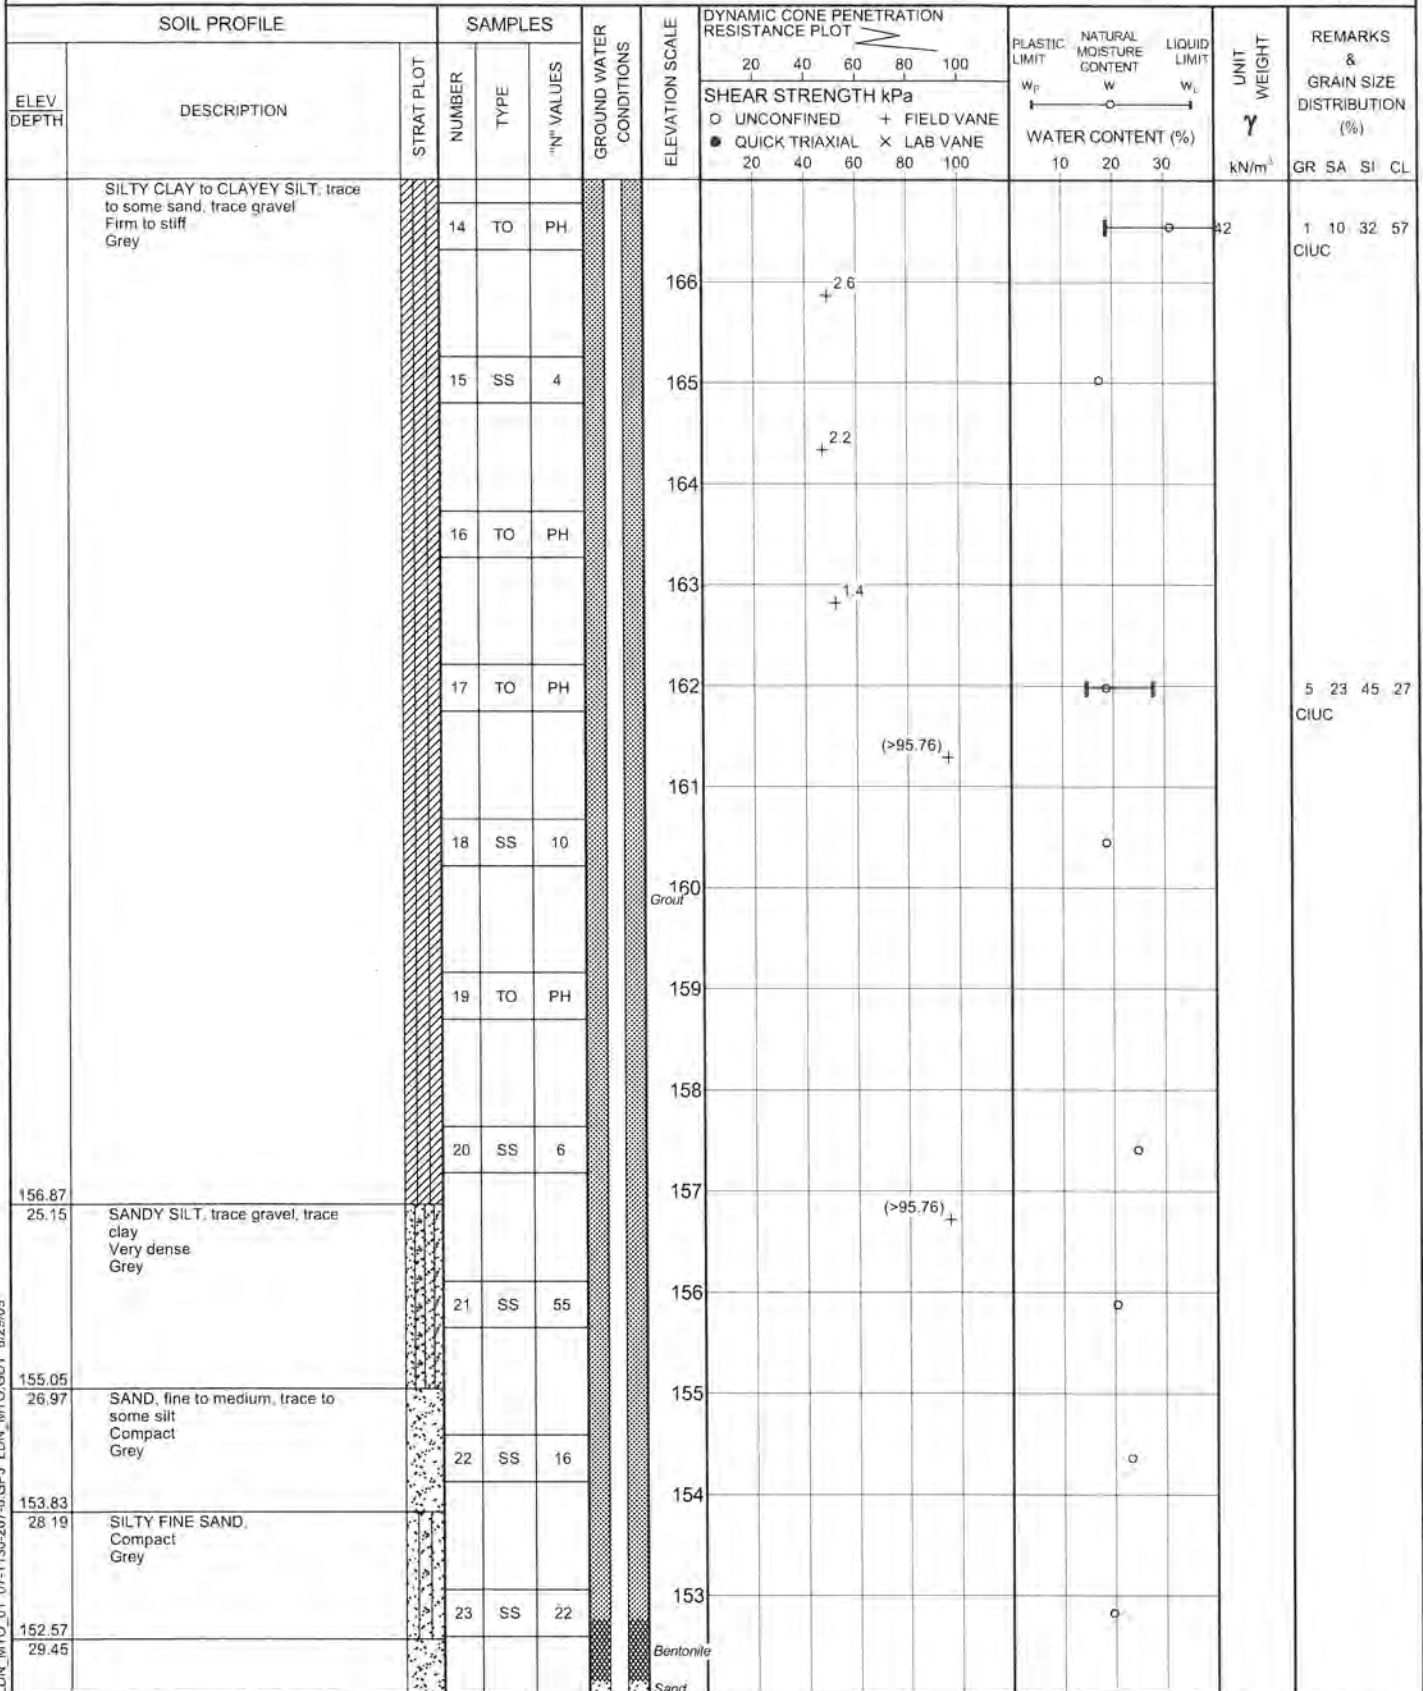 SOIL PROFILE
SAMPLES
GROUND WATER
CONDITIONS
ELEVATION SCALE
DYNAMIC CONE PENETRATION
RESISTANCE PLOT
20 40 60 80 100
SHEAR STRENGTH kPa
O UNCONFINED + FIELD VANE
● QUICK TRIAXIAL × LAB VANE
20 40 60 80 100
PLASTIC
LIMIT
NATURAL
MOISTURE
CONTENT
LIQUID
LIMIT
WP W WL
WATER CONTENT (%)
10 20 30
UNIT
WEIGHT
γ
kN/m³
REMARKS
&
GRAIN SIZE
DISTRIBUTION
(%)
GR SA SI CL
ELEV
DEPTH
DESCRIPTION
STRAT PLOT
NUMBER
TYPE
"N" VALUES
SILTY CLAY to CLAYEY SILT, trace
to some sand, trace gravel
Firm to stiff
Grey
14 TO PH
42
1 10 32 57
CIUC
166
2.6
15 SS 4
165
2.2
164
16 TO PH
163
1.4
17 TO PH
162
5 23 45 27
CIUC
(>95.76)
161
18 SS 10
160
Grout
19 TO PH
159
158
20 SS 6
157
156.87
25.15
SANDY SILT, trace gravel, trace
clay
Very dense
Grey
(>95.76)
156
21 SS 55
155.05
26.97
SAND, fine to medium, trace to
some silt
Compact
Grey
155
22 SS 16
154
153.83
28.19
SILTY FINE SAND,
Compact
Grey
153
23 SS 22
152.57
29.45
Bentonite
Sand